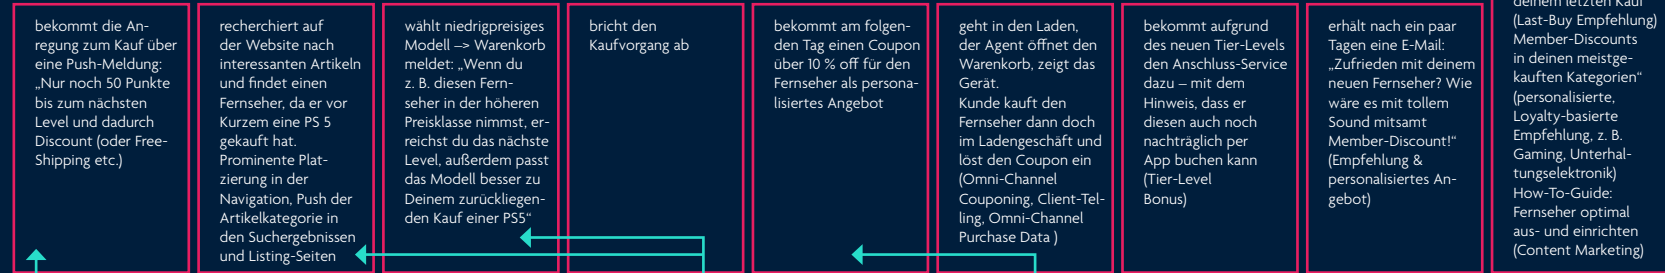 bekommt die An-
regung zum Kauf über
eine Push-Meldung:
„Nur noch 50 Punkte
bis zum nächsten
Level und dadurch
Discount (oder Free-
Shipping etc.)
recherchiert auf
der Website nach
interessanten Artikeln
und findet einen
Fernseher, da er vor
Kurzem eine PS 5
gekauft hat.
Prominente Plat-
zierung in der
Navigation, Push der
Artikelkategorie in
den Suchergebnissen
und Listing-Seiten
wählt niedrigpreisiges
Modell –> Warenkorb
meldet: „Wenn du
z. B. diesen Fern-
seher in der höheren
Preisklasse nimmst, er-
reichst du das nächste
Level, außerdem passt
das Modell besser zu
Deinem zurückliegen-
den Kauf einer PS5“
bricht den
Kaufvorgang ab
bekommt am folgen-
den Tag einen Coupon
über 10 % off für den
Fernseher als persona-
lisiertes Angebot
geht in den Laden,
der Agent öffnet den
Warenkorb, zeigt das
Gerät.
Kunde kauft den
Fernseher dann doch
im Ladengeschäft und
löst den Coupon ein
(Omni-Channel
Couponing, Client-Tel-
ling, Omni-Channel
Purchase Data )
bekommt aufgrund
des neuen Tier-Levels
den Anschluss-Service
dazu – mit dem
Hinweis, dass er
diesen auch noch
nachträglich per
App buchen kann
(Tier-Level
Bonus)
erhält nach ein paar
Tagen eine E-Mail:
„Zufrieden mit deinem
neuen Fernseher? Wie
wäre es mit tollem
Sound mitsamt
Member-Discount!“
(Empfehlung &
personalisiertes An-
gebot)
deinem letzten Kauf
(Last-Buy Empfehlung)
Member-Discounts
in deinen meistge-
kauften Kategorien“
(personalisierte,
Loyalty-basierte
Empfehlung, z. B.
Gaming, Unterhal-
tungselektronik)
How-To-Guide:
Fernseher optimal
aus- und einrichten
(Content Marketing)